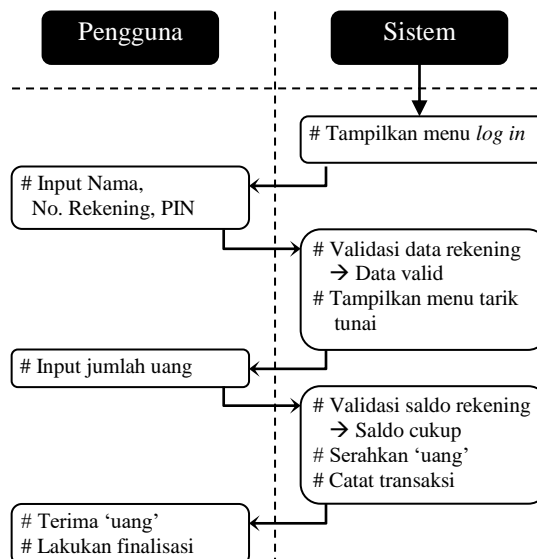 Pengguna
Sistem
# Tampilkan menu log in
# Input Nama,
No. Rekening, PIN
# Validasi data rekening
→ Data valid
# Tampilkan menu tarik
tunai
# Input jumlah uang
# Validasi saldo rekening
→ Saldo cukup
# Serahkan ‘uang’
# Catat transaksi
# Terima ‘uang’
# Lakukan finalisasi